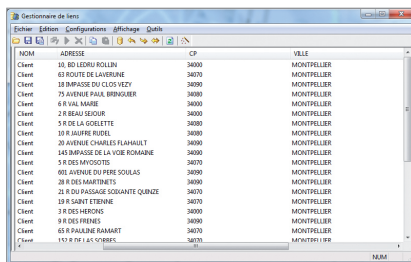 Gestionnaire de liens
Fichier Edition Configurations Affichage Outils
NOM ADRESSE CP VILLE
Client 10, BD LEDRU ROLLIN 34000 MONTPELLIER
Client 63 ROUTE DE LAVERUNE 34070 MONTPELLIER
Client 18 IMPASSE DU CLOS VEZY 34090 MONTPELLIER
Client 75 AVENUE PAUL BRINGUIER 34080 MONTPELLIER
Client 6 R VAL MARIE 34000 MONTPELLIER
Client 2 R BEAU SEJOUR 34000 MONTPELLIER
Client 5 R DE LA GOELETTE 34080 MONTPELLIER
Client 10 R JAUFRE RUDEL 34080 MONTPELLIER
Client 20 AVENUE CHARLES FLAHAULT 34090 MONTPELLIER
Client 145 IMPASSE DE LA VOIE ROMAINE 34090 MONTPELLIER
Client 5 R DES MYOSOTIS 34070 MONTPELLIER
Client 601 AVENUE DU PERE SOULAS 34090 MONTPELLIER
Client 28 R DES MARTINETS 34090 MONTPELLIER
Client 21 R DU PASSAGE SOIXANTE QUINZE 34070 MONTPELLIER
Client 19 R SAINT ETIENNE 34070 MONTPELLIER
Client 3 R DES HERONS 34000 MONTPELLIER
Client 9 R DES FRENES 34090 MONTPELLIER
Client 65 R PAULINE RAMART 34070 MONTPELLIER
Client 152 R DE LAS SORBES 34070 MONTPELLIER
NUM